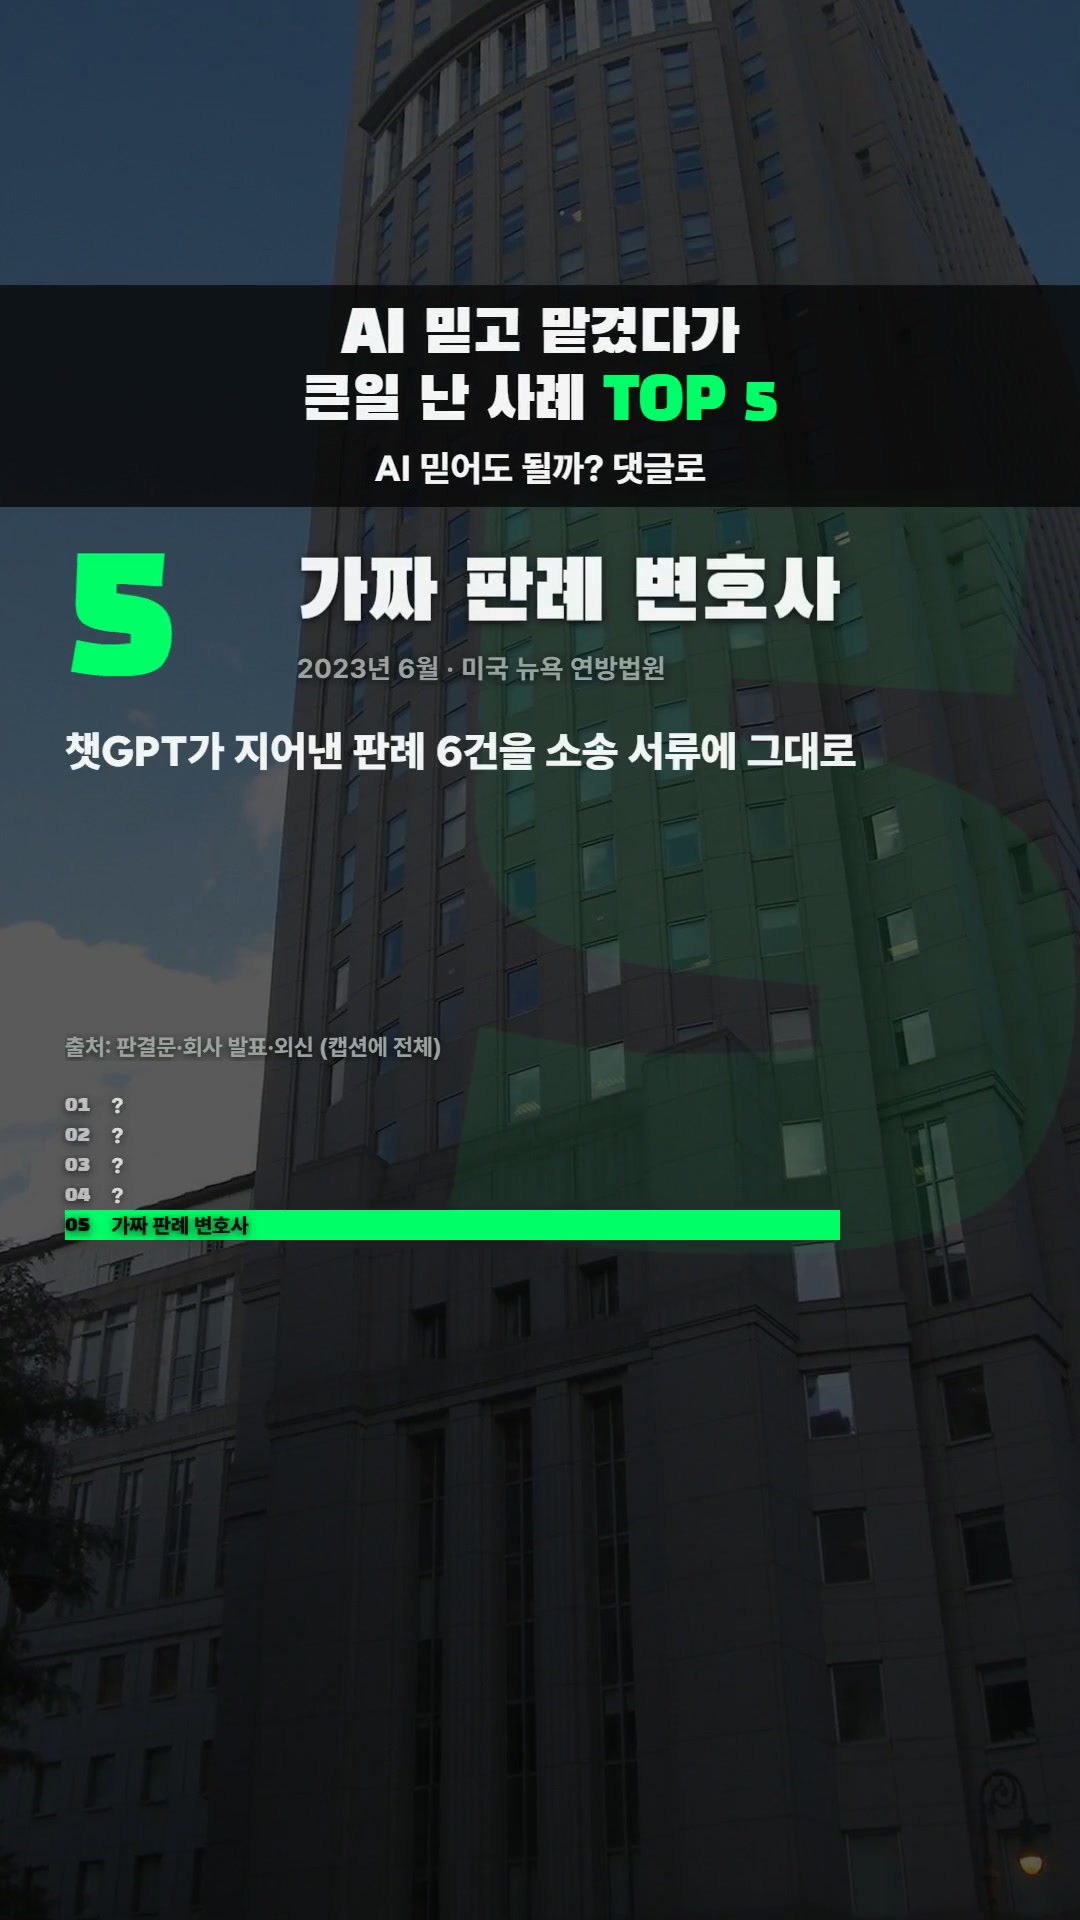 AI 믿고 맡겼다가
큰일 난 사례 TOP 5
AI 믿어도 될까? 댓글로
5
가짜 판례 변호사
2023년 6월 · 미국 뉴욕 연방법원
챗GPT가 지어낸 판례 6건을 소송 서류에 그대로
출처: 판결문·회사 발표·외신 (캡션에 전체)
01 ?
02 ?
03 ?
04 ?
05 가짜 판례 변호사